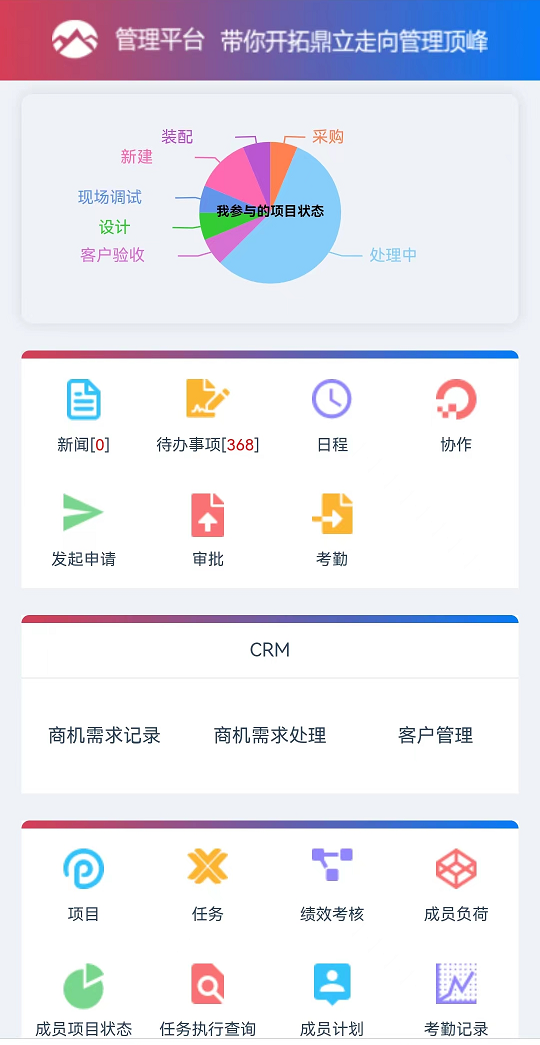 管理平台 带你开拓鼎立走向管理顶峰
装配 采购
新建
现场调试
我参与的项目状态
设计
客户验收 处理中
新闻[0] 待办事项[368] 日程 协作
发起申请 审批 考勤
CRM
商机需求记录 商机需求处理 客户管理
项目 任务 绩效考核 成员负荷
成员项目状态 任务执行查询 成员计划 考勤记录